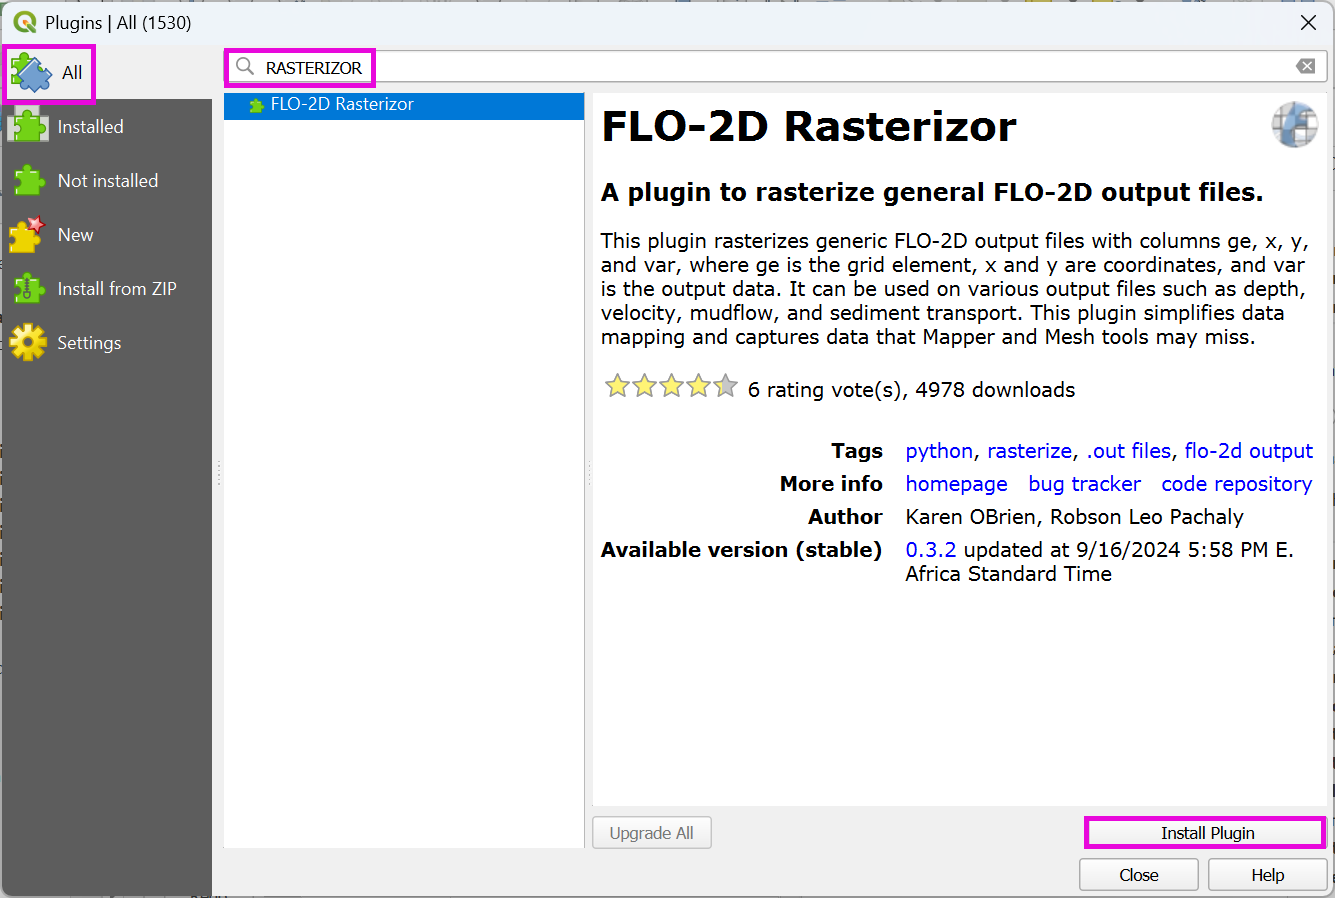 Plugins | All (1530)
All
RASTERIZOR
Installed
Not installed
New
Install from ZIP
Settings
FLO-2D Rasterizor
FLO-2D Rasterizor
A plugin to rasterize general FLO-2D output files.
This plugin rasterizes generic FLO-2D output files with columns ge, x, y,
and var, where ge is the grid element, x and y are coordinates, and var
is the output data. It can be used on various output files such as depth,
velocity, mudflow, and sediment transport. This plugin simplifies data
mapping and captures data that Mapper and Mesh tools may miss.
6 rating vote(s), 4978 downloads
Tags python, rasterize, .out files, flo-2d output
More info homepage bug tracker code repository
Author Karen OBrien, Robson Leo Pachaly
Available version (stable) 0.3.2 updated at 9/16/2024 5:58 PM E.
Africa Standard Time
Upgrade All
Install Plugin
Close
Help